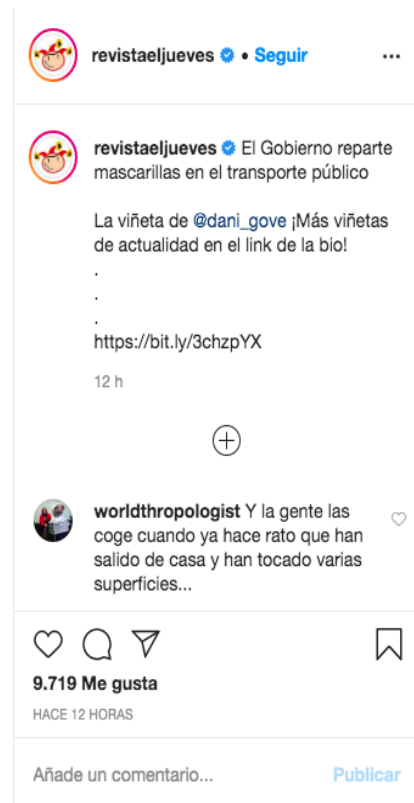 revistaeljueves • Seguir
revistaeljueves El Gobierno reparte
mascarillas en el transporte público
La viñeta de @dani_gove ¡Más viñetas
de actualidad en el link de la bio!
.
.
.
https://bit.ly/3chzpYX
12 h
worldthropologist Y la gente las
coge cuando ya hace rato que han
salido de casa y han tocado varias
superficies...
9.719 Me gusta
HACE 12 HORAS
Añade un comentario... Publicar